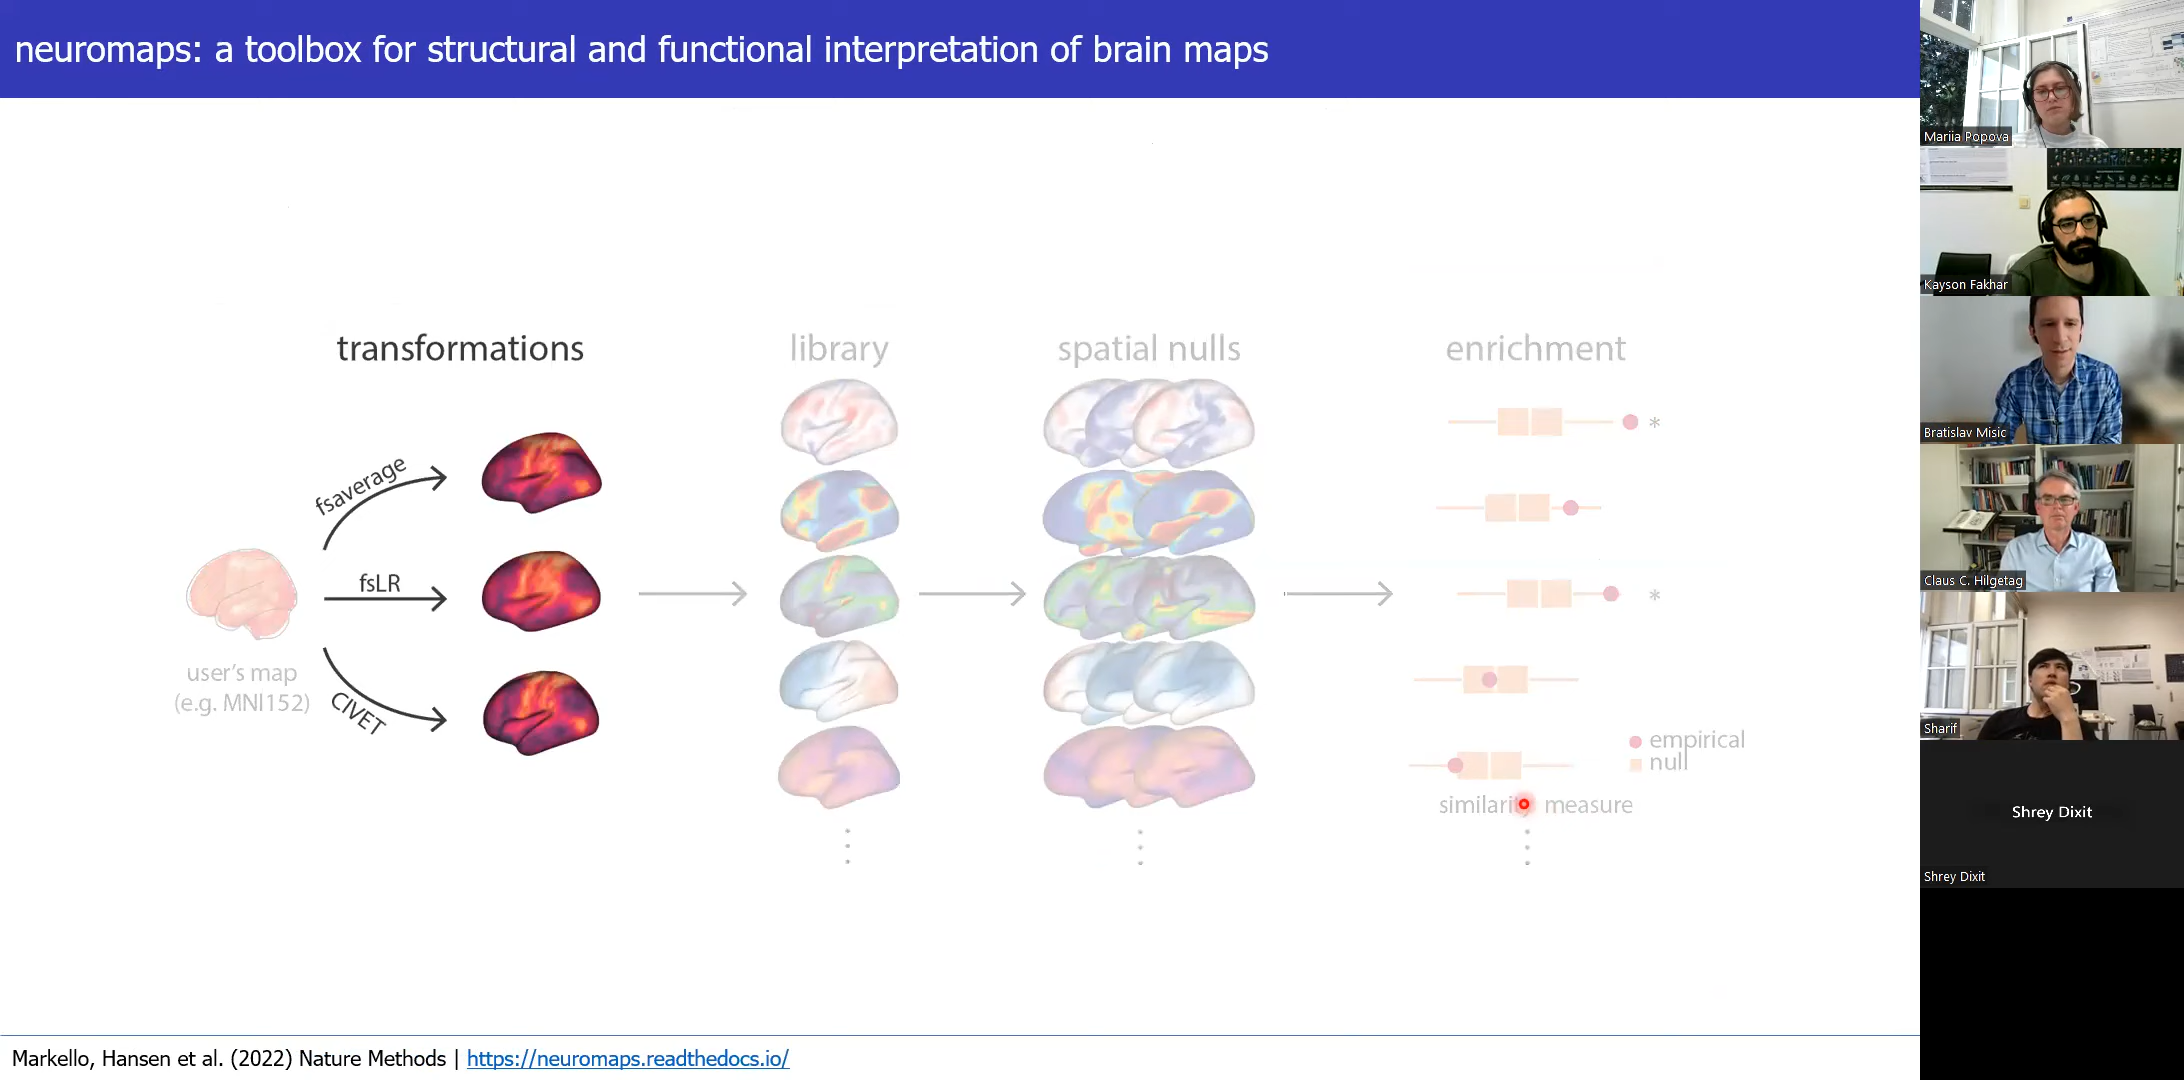 neuromaps: a toolbox for structural and functional interpretation of brain maps
transformations
library
spatial nulls
enrichment
fsaverage
fsLR
CIVET
user's map
(e.g. MNI152)
*
*
empirical
null
similarity measure
Markello, Hansen et al. (2022) Nature Methods | https://neuromaps.readthedocs.io/
Mariia Popova
Kayson Fakhar
Bratislav Misic
Claus C. Hilgetag
Sharif
Shrey Dixit
Shrey Dixit